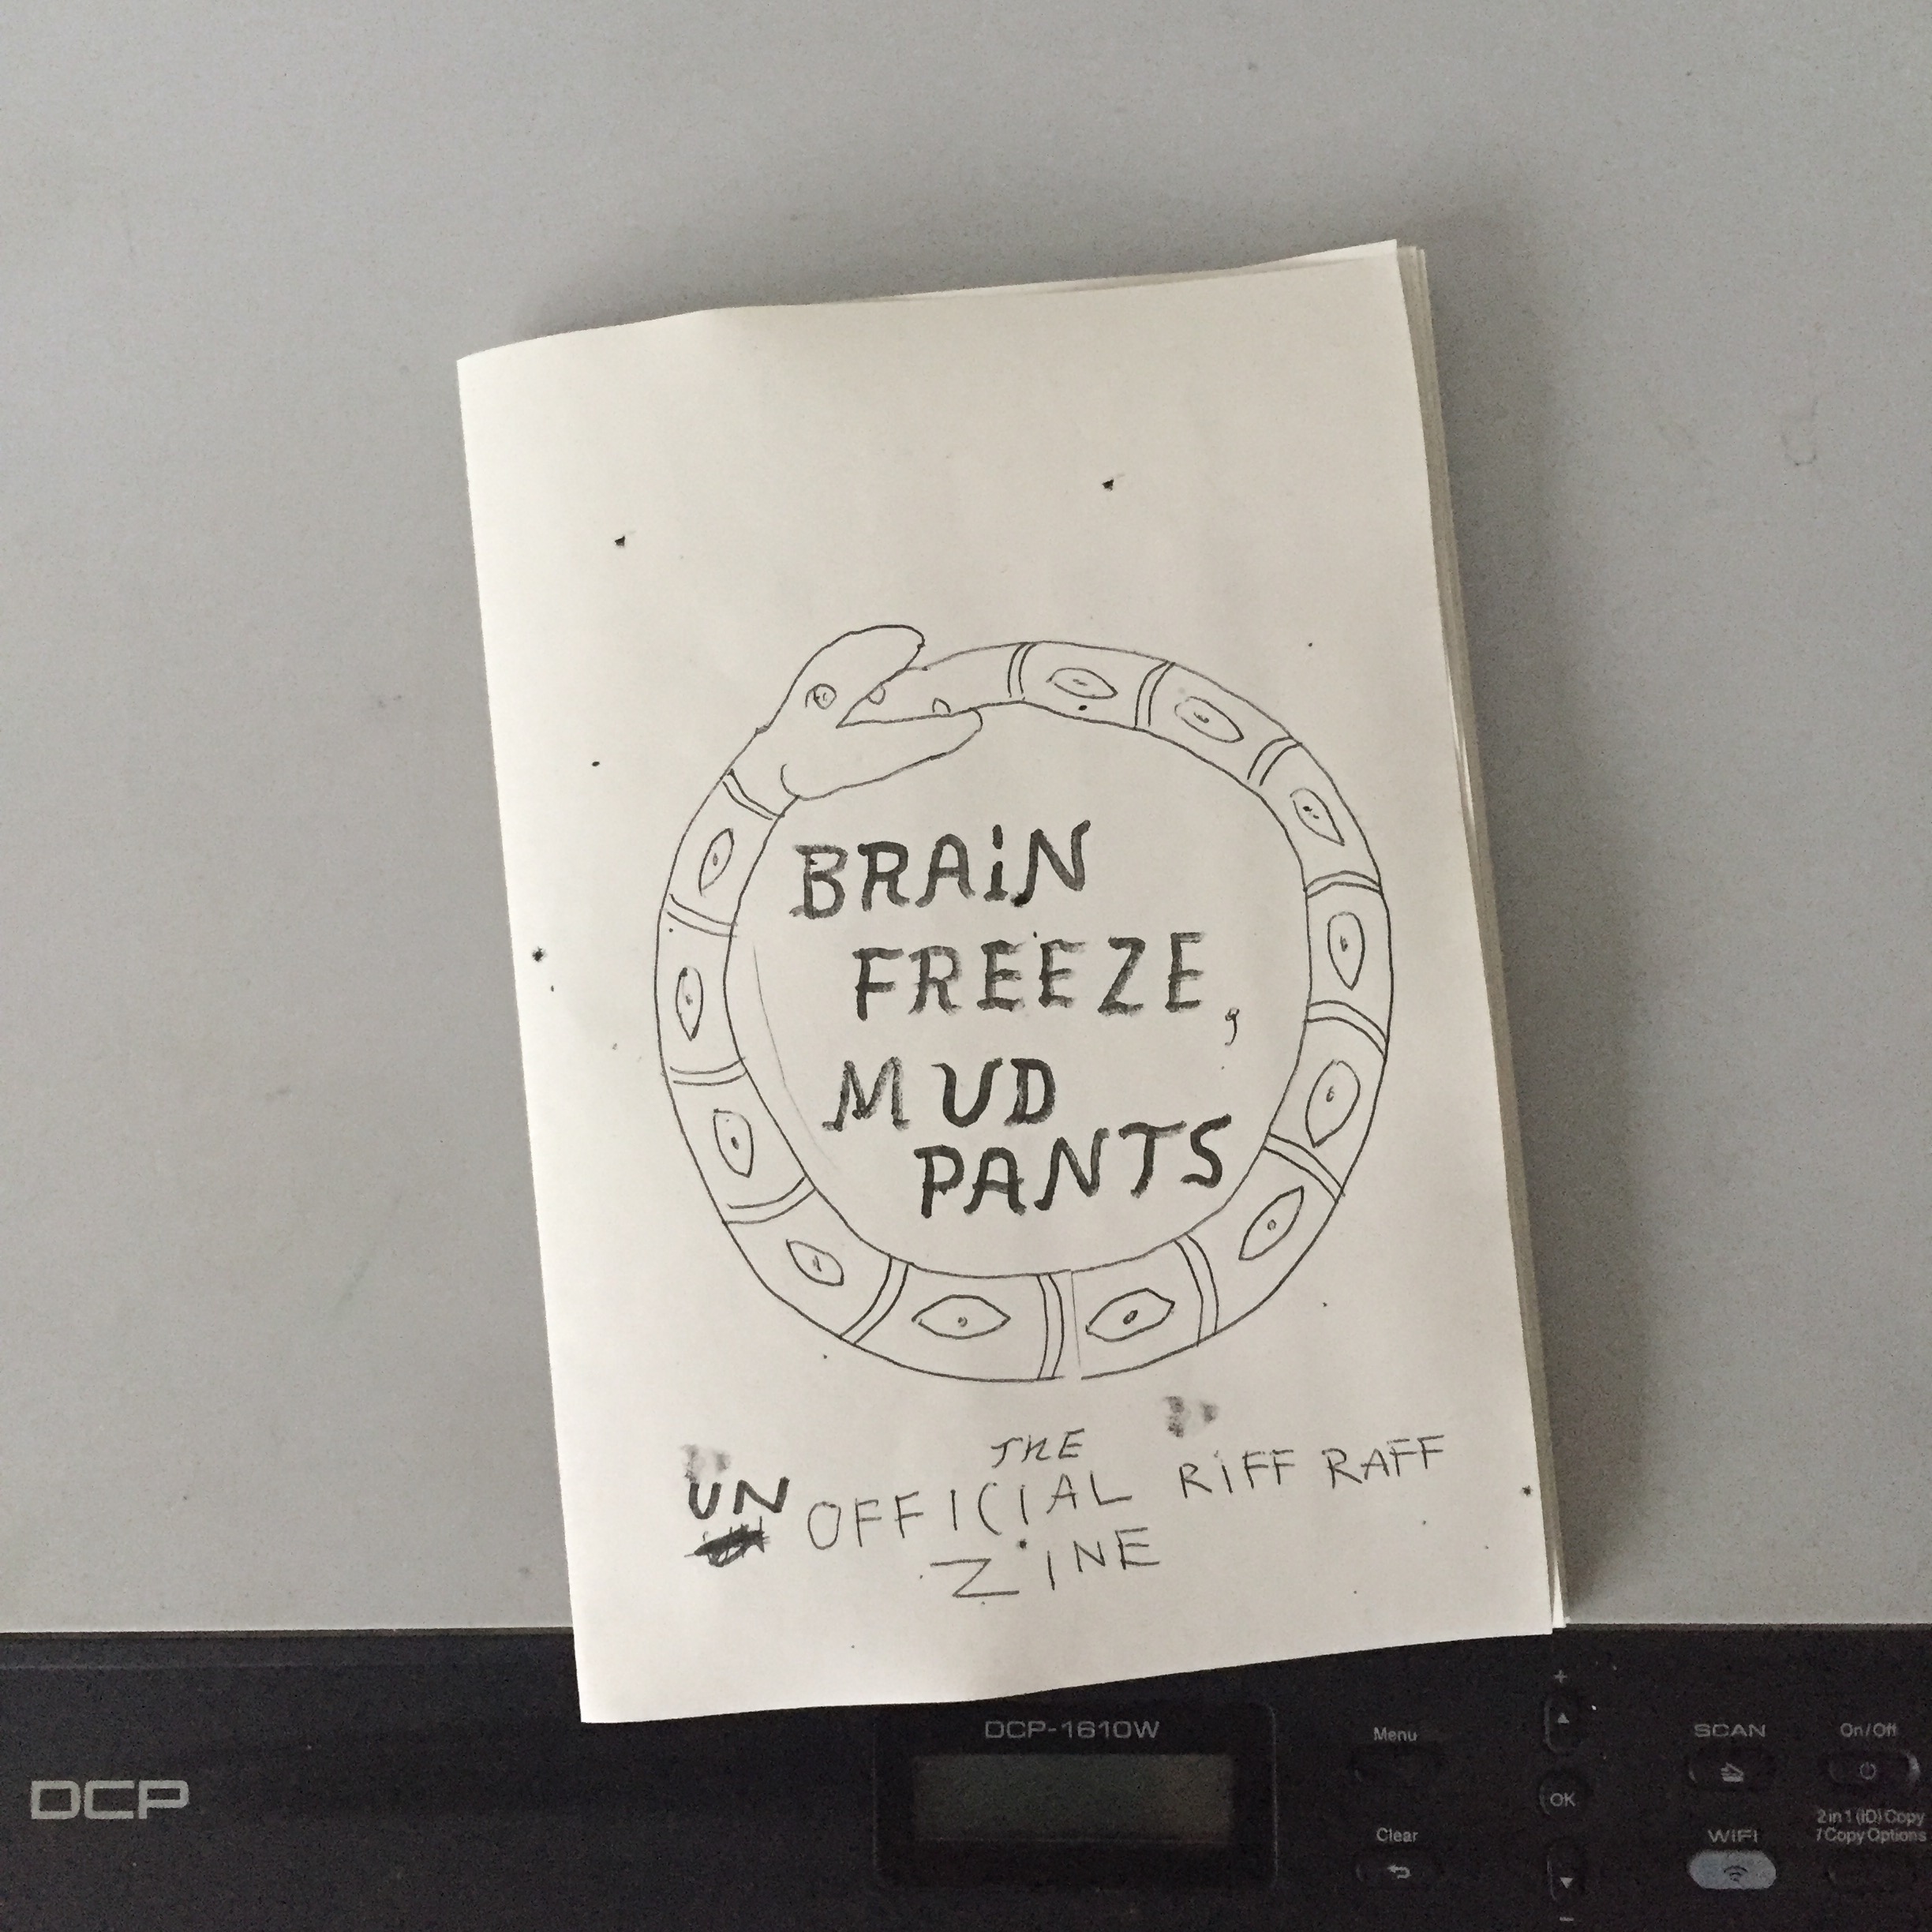 BRAiN
FREEZE,
MUD
PANTS
THE
UN OFFICiAL RiFF RAFF
ZiNE
DCP-1610W
DCP
Menu
+
SCAN
On/Off
OK
Clear
WiFi
2 in 1 (ID) Copy
/ Copy Options
-